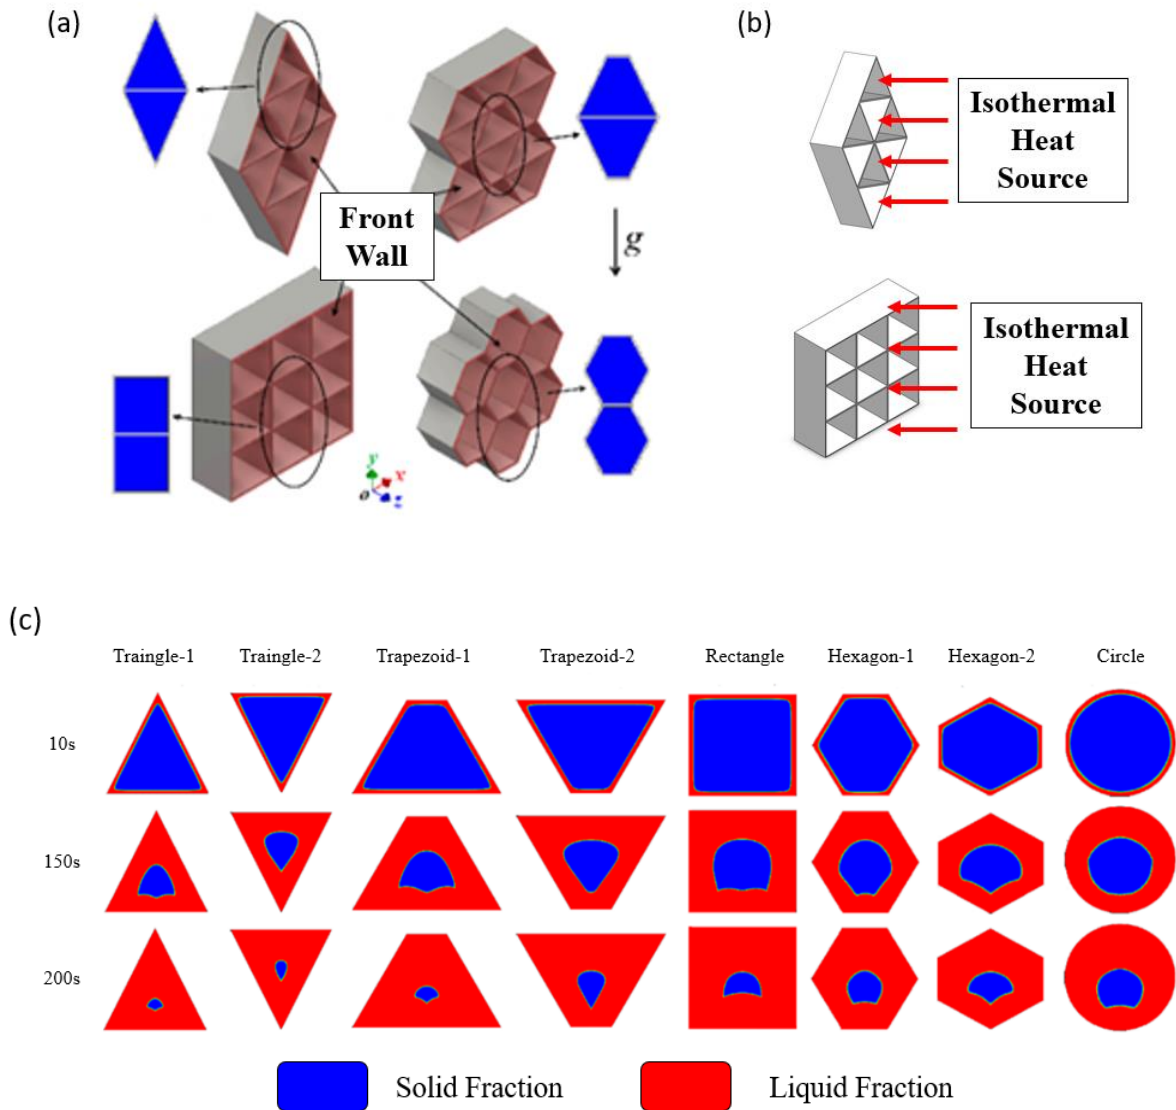 (a)
(b)
Front
Wall
g
y
x
o
z
Isothermal
Heat
Source
Isothermal
Heat
Source
(c)
Traingle-1 Traingle-2 Trapezoid-1 Trapezoid-2 Rectangle Hexagon-1 Hexagon-2 Circle
10s
150s
200s
Solid Fraction Liquid Fraction